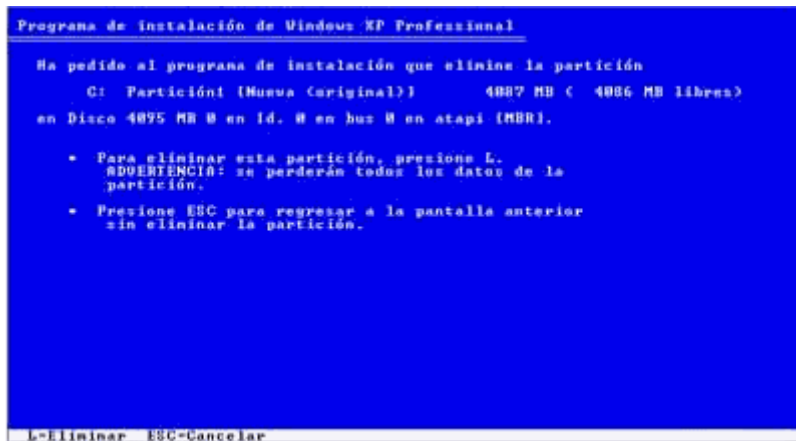 Programa de instalación de Windows XP Professional
Ha pedido al programa de instalación que elimine la partición
C: Partición1 [Nueva (original)] 4087 MB ( 4086 MB libres)
en Disco 4095 MB 0 en Id. 0 en bus 0 en atapi [MBR].
• Para eliminar esta partición, presione L.
ADVERTENCIA: se perderán todos los datos de la
partición.
• Presione ESC para regresar a la pantalla anterior
sin eliminar la partición.
L=Eliminar ESC=Cancelar